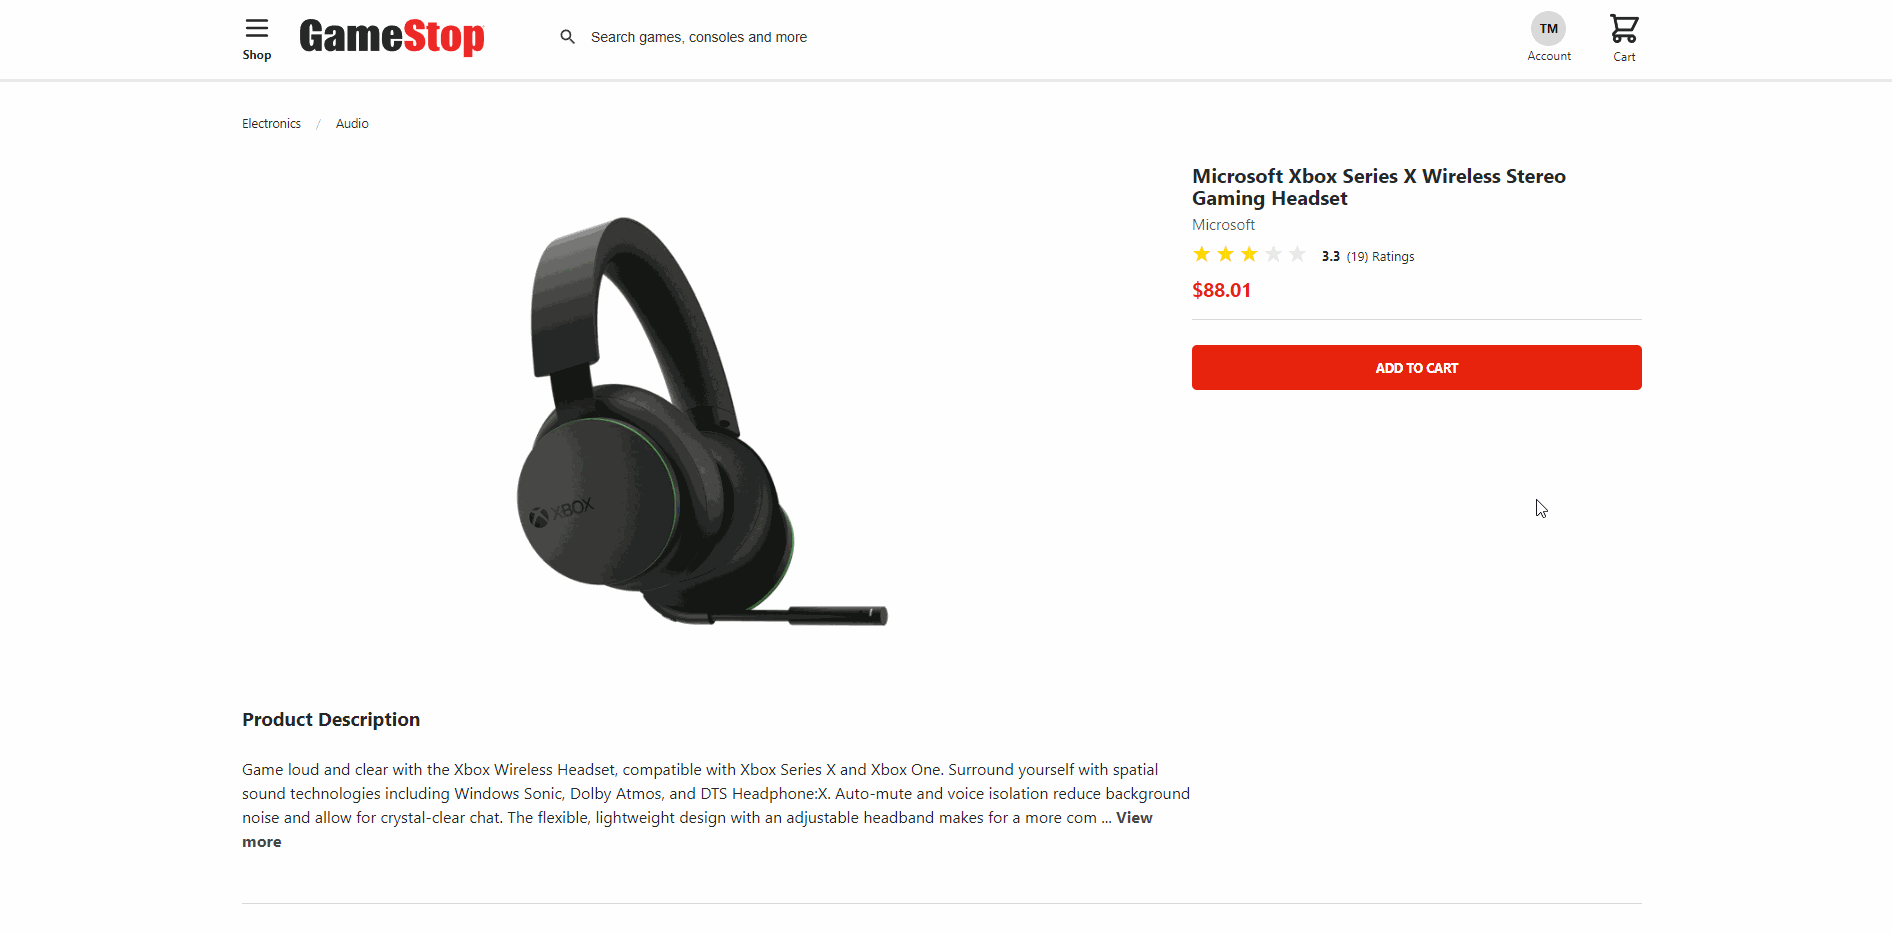 Shop
GameStop
Search games, consoles and more
TM
Account
Cart
Electronics / Audio
Microsoft Xbox Series X Wireless Stereo
Gaming Headset
Microsoft
3.3 (19) Ratings
$88.01
ADD TO CART
XBOX
Product Description
Game loud and clear with the Xbox Wireless Headset, compatible with Xbox Series X and Xbox One. Surround yourself with spatial
sound technologies including Windows Sonic, Dolby Atmos, and DTS Headphone:X. Auto-mute and voice isolation reduce background
noise and allow for crystal-clear chat. The flexible, lightweight design with an adjustable headband makes for a more com ... View
more